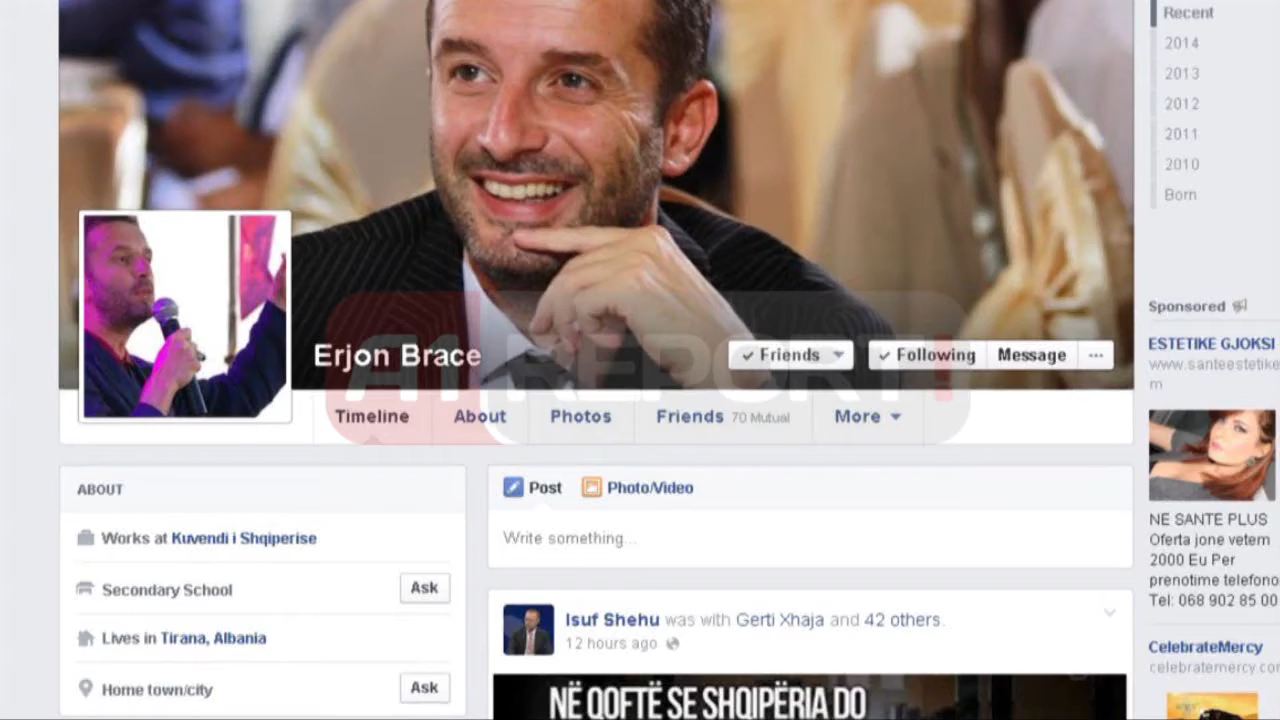 Recent
2014
2013
2012
2011
2010
Born
Erjon Brace
Friends
Following
Message
A1 REPORT!
Timeline
About
Photos
Friends 70 Mutual
More
ABOUT
Works at Kuvendi i Shqiperise
Secondary School
Ask
Lives in Tirana, Albania
Home town/city
Ask
Post
Photo/Video
Write something...
Isuf Shehu was with Gerti Xhaja and 42 others.
12 hours ago
NË QOFTË SE SHQIPËRIA DO
Sponsored
ESTETIKE GJOKSI
www.santeestetike
m
NE SANTE PLUS
Oferta jone vetem
2000 Eu Per
prenotime telefono
Tel: 068 902 85 00
CelebrateMercy
celebratemercy.co